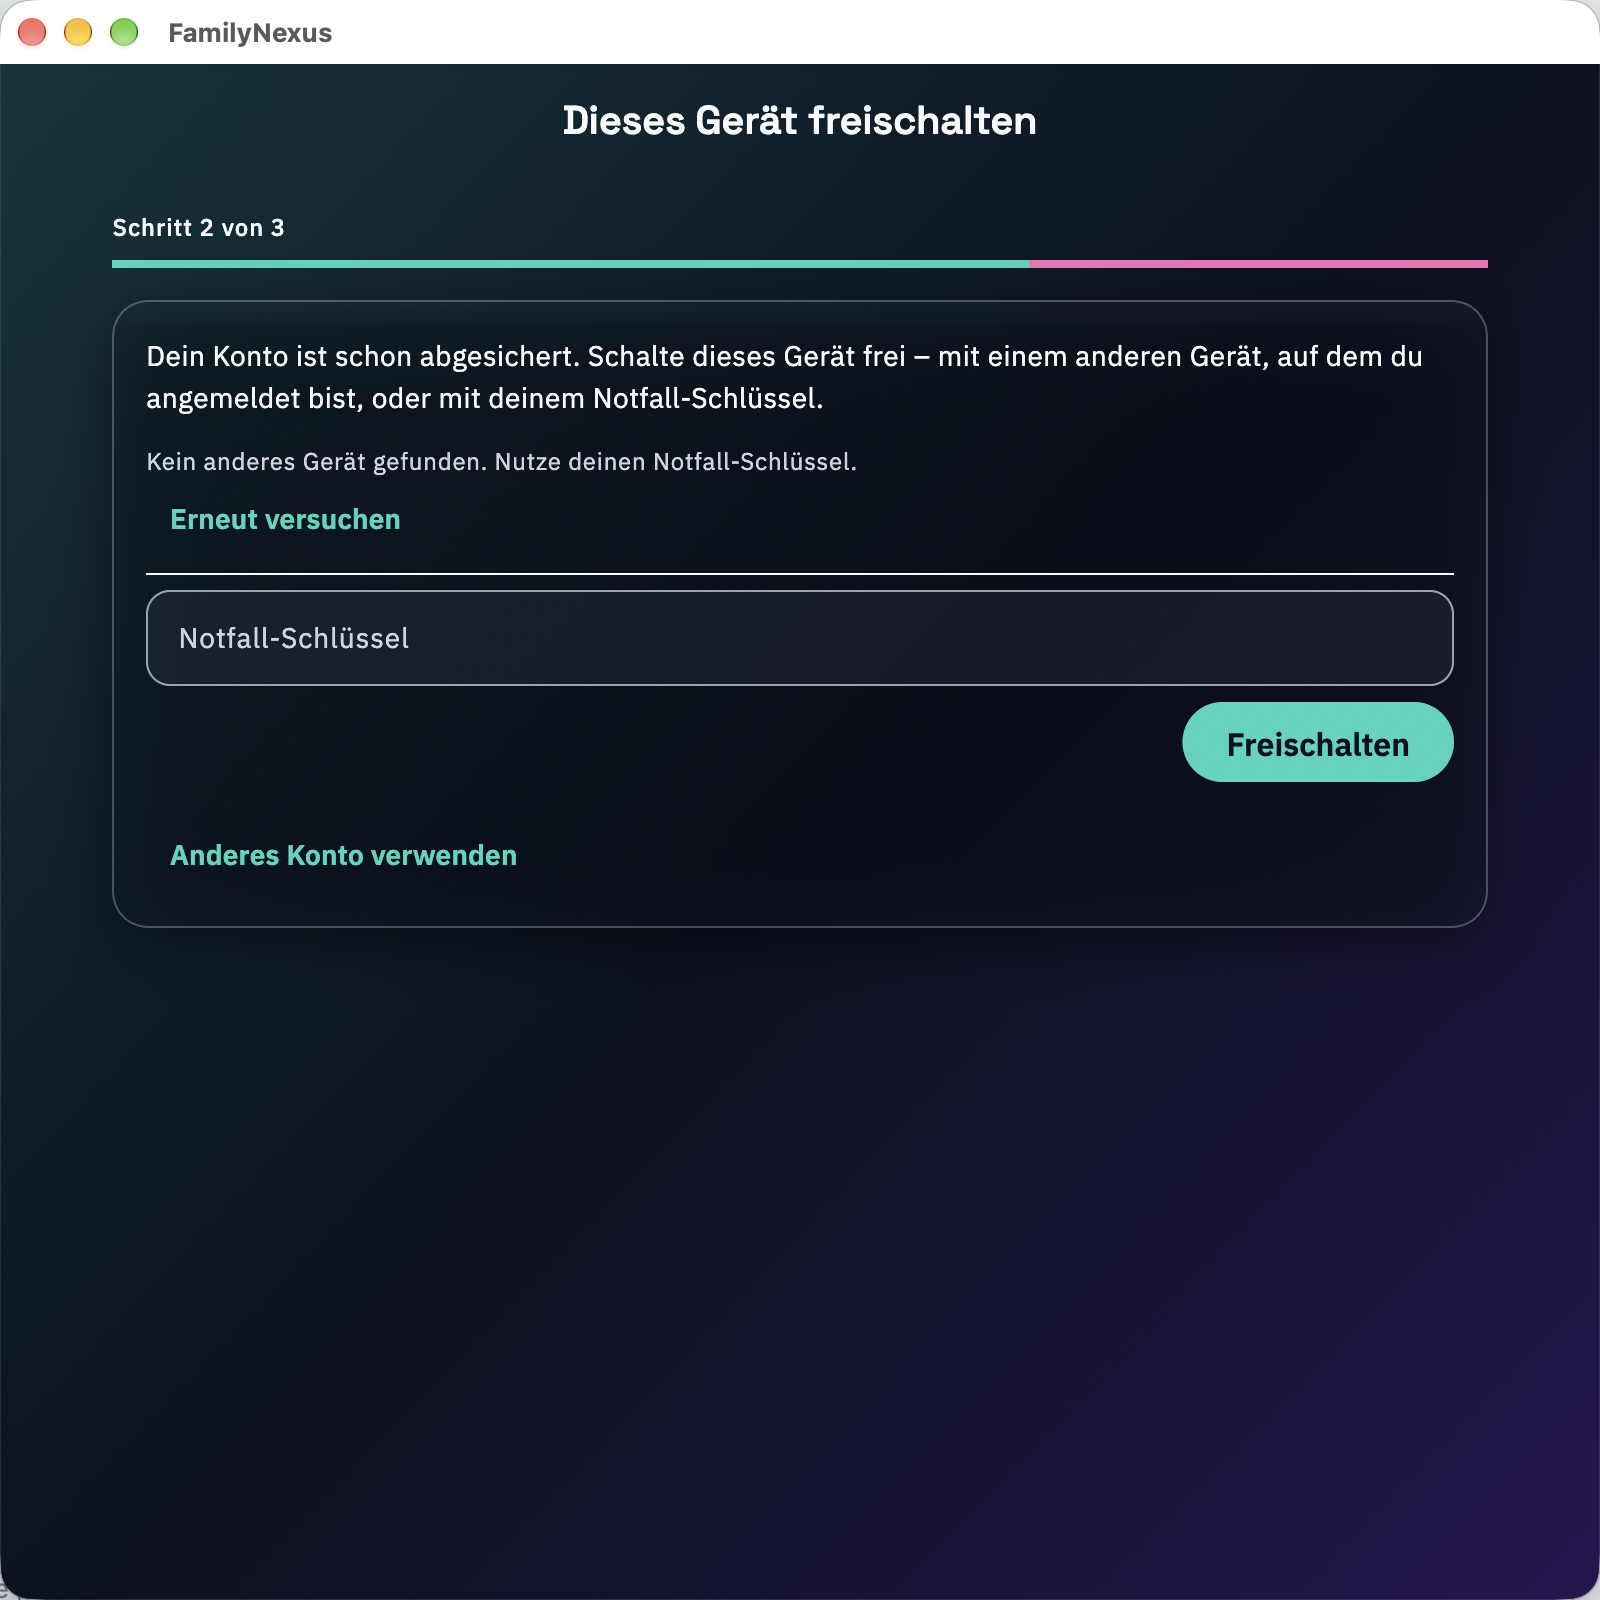 FamilyNexus
Dieses Gerät freischalten
Schritt 2 von 3
Dein Konto ist schon abgesichert. Schalte dieses Gerät frei – mit einem anderen Gerät, auf dem du
angemeldet bist, oder mit deinem Notfall-Schlüssel.
Kein anderes Gerät gefunden. Nutze deinen Notfall-Schlüssel.
Erneut versuchen
Notfall-Schlüssel
Freischalten
Anderes Konto verwenden